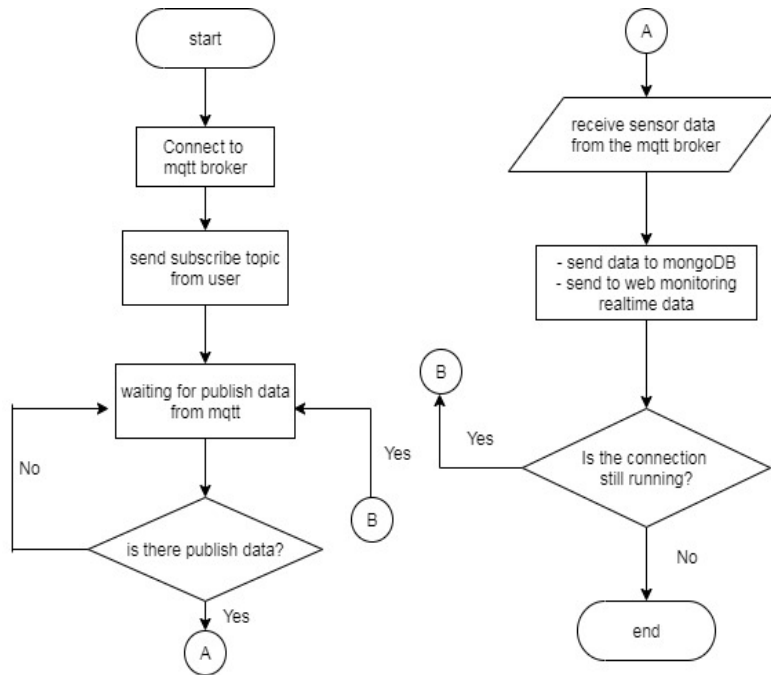 start
Connect to
mqtt broker
send subscribe topic
from user
waiting for publish data
from mqtt
No
Yes
B
is there publish data?
Yes
A
A
receive sensor data
from the mqtt broker
- send data to mongoDB
- send to web monitoring
realtime data
B
Yes
Is the connection
still running?
No
end